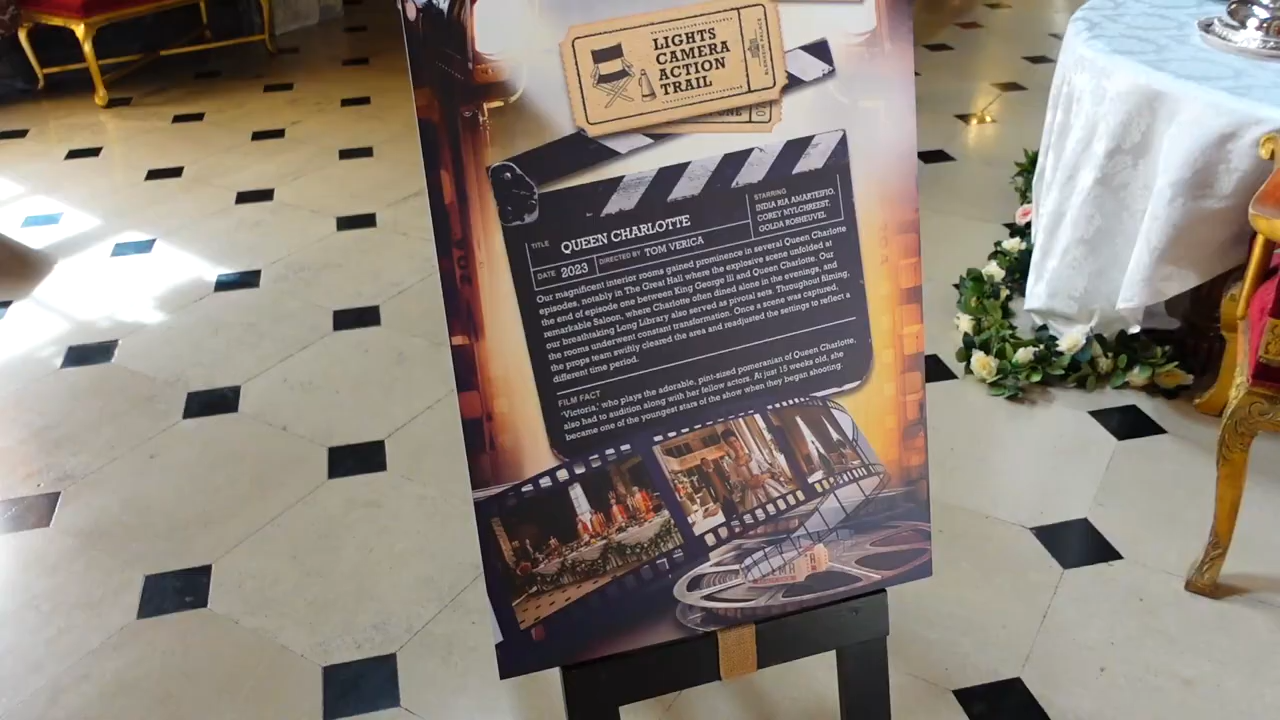 LIGHTS
CAMERA
ACTION
TRAIL
BLENHEIM PALACE
TITLE QUEEN CHARLOTTE
STARRING
INDIA RIA AMARTEIFIO,
COREY MYLCHREEST,
GOLDA ROSHEUVEL
DATE 2023 DIRECTED BY TOM VERICA
Our magnificent interior rooms gained prominence in several Queen Charlotte
episodes, notably in The Great Hall where the explosive scene unfolded at
the end of episode one between King George III and Queen Charlotte. Our
remarkable Saloon, where Charlotte often dined alone in the evenings, and
our breathtaking Long Library also served as pivotal sets. Throughout filming,
the rooms underwent constant transformation. Once a scene was captured,
the props team swiftly cleared the area and readjusted the settings to reflect a
different time period.
FILM FACT
'Victoria,' who plays the adorable, pint-sized pomeranian of Queen Charlotte,
also had to audition along with her fellow actors. At just 15 weeks old, she
became one of the youngest stars of the show when they began shooting.